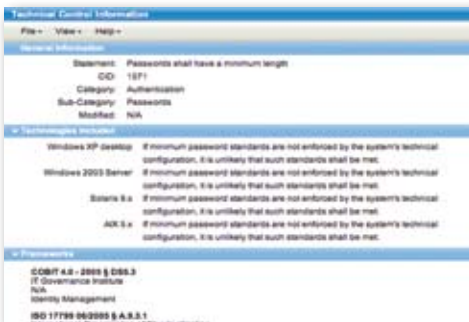 Technical Control Information
File View Help
General Information
Statement: Passwords shall have a minimum length
CID: 1071
Category: Authentication
Sub-Category: Passwords
Modified: N/A
Technologies Included
Windows XP desktop If minimum password standards are not enforced by the system's technical
configuration, it is unlikely that such standards shall be met.
Windows 2003 Server If minimum password standards are not enforced by the system's technical
configuration, it is unlikely that such standards shall be met.
Solaris 9.x If minimum password standards are not enforced by the system's technical
configuration, it is unlikely that such standards shall be met.
AIX 5.x If minimum password standards are not enforced by the system's technical
configuration, it is unlikely that such standards shall be met.
Frameworks
COBIT 4.0 - 2005 § DS5.3
IT Governance Institute
N/A
Identity Management
ISO 17799 06/2005 § A.9.3.1